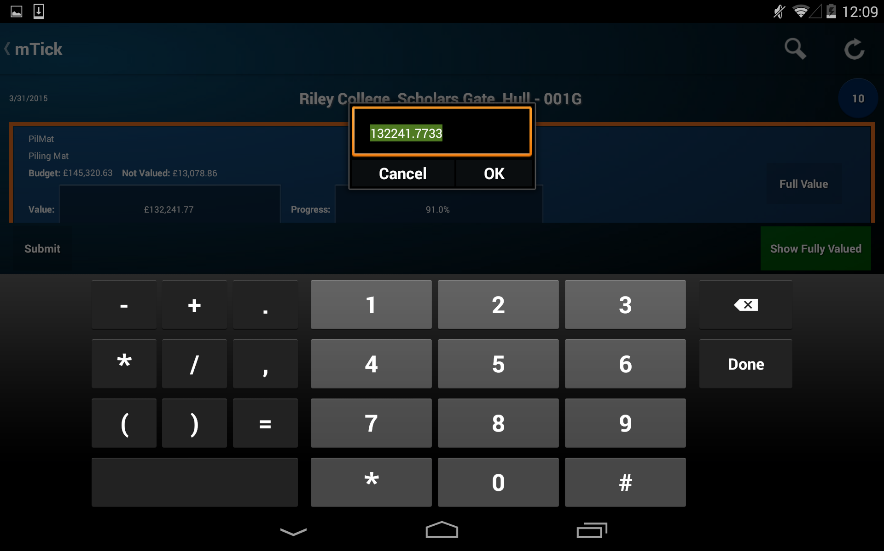 12:09
mTick
3/31/2015
Riley College, Scholars Gate, Hull - 001G
10
132241.7733
Cancel OK
PilMat
Piling Mat
Budget: £145,320.63 Not Valued: £13,078.86
Full Value
Value: £132,241.77 Progress: 91.0%
Submit
Show Fully Valued
- + . 1 2 3
* / , 4 5 6 Done
( ) = 7 8 9
* 0 #